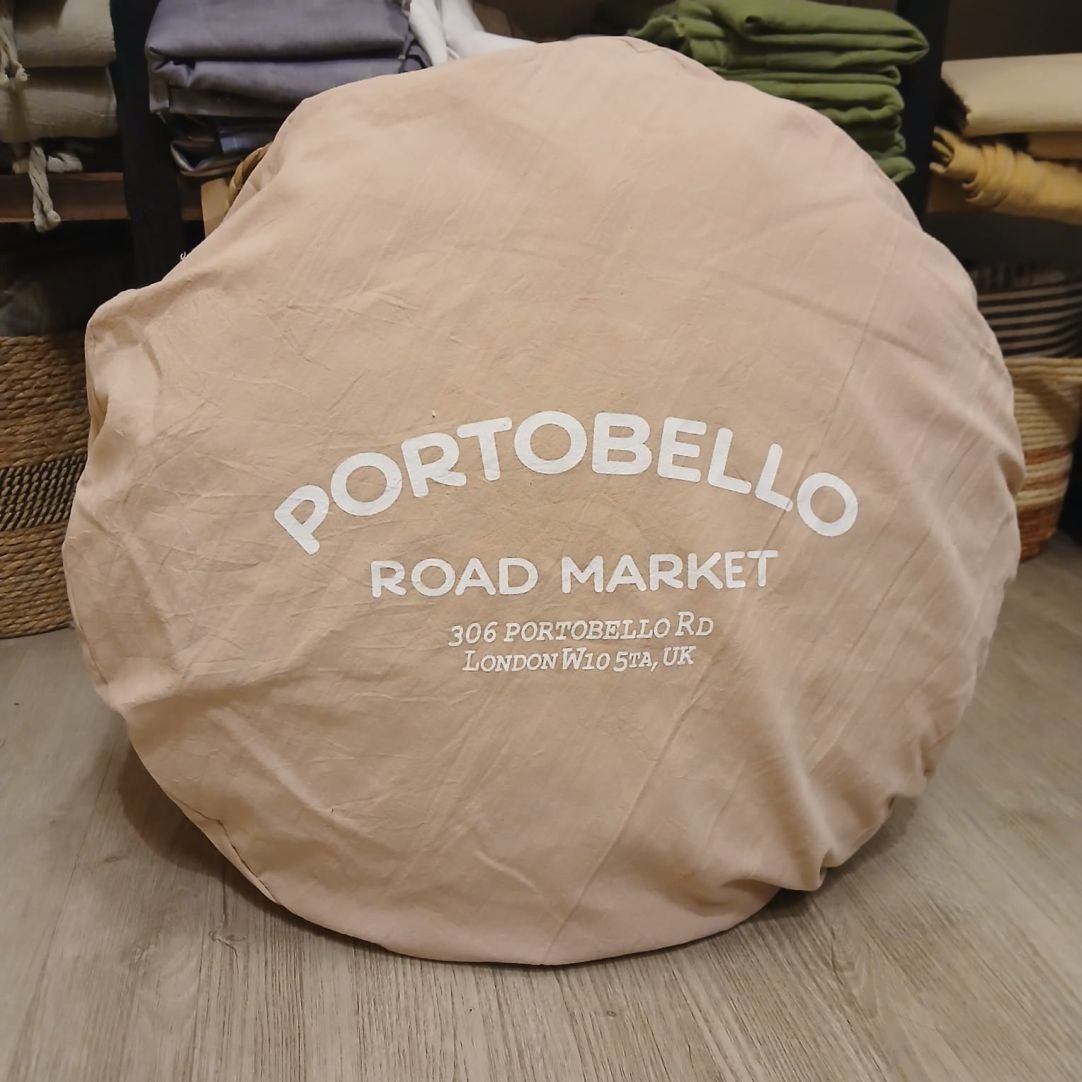 PORTOBELLO
ROAD MARKET
306 PORTOBELLO RD
LONDON W10 5TA, UK